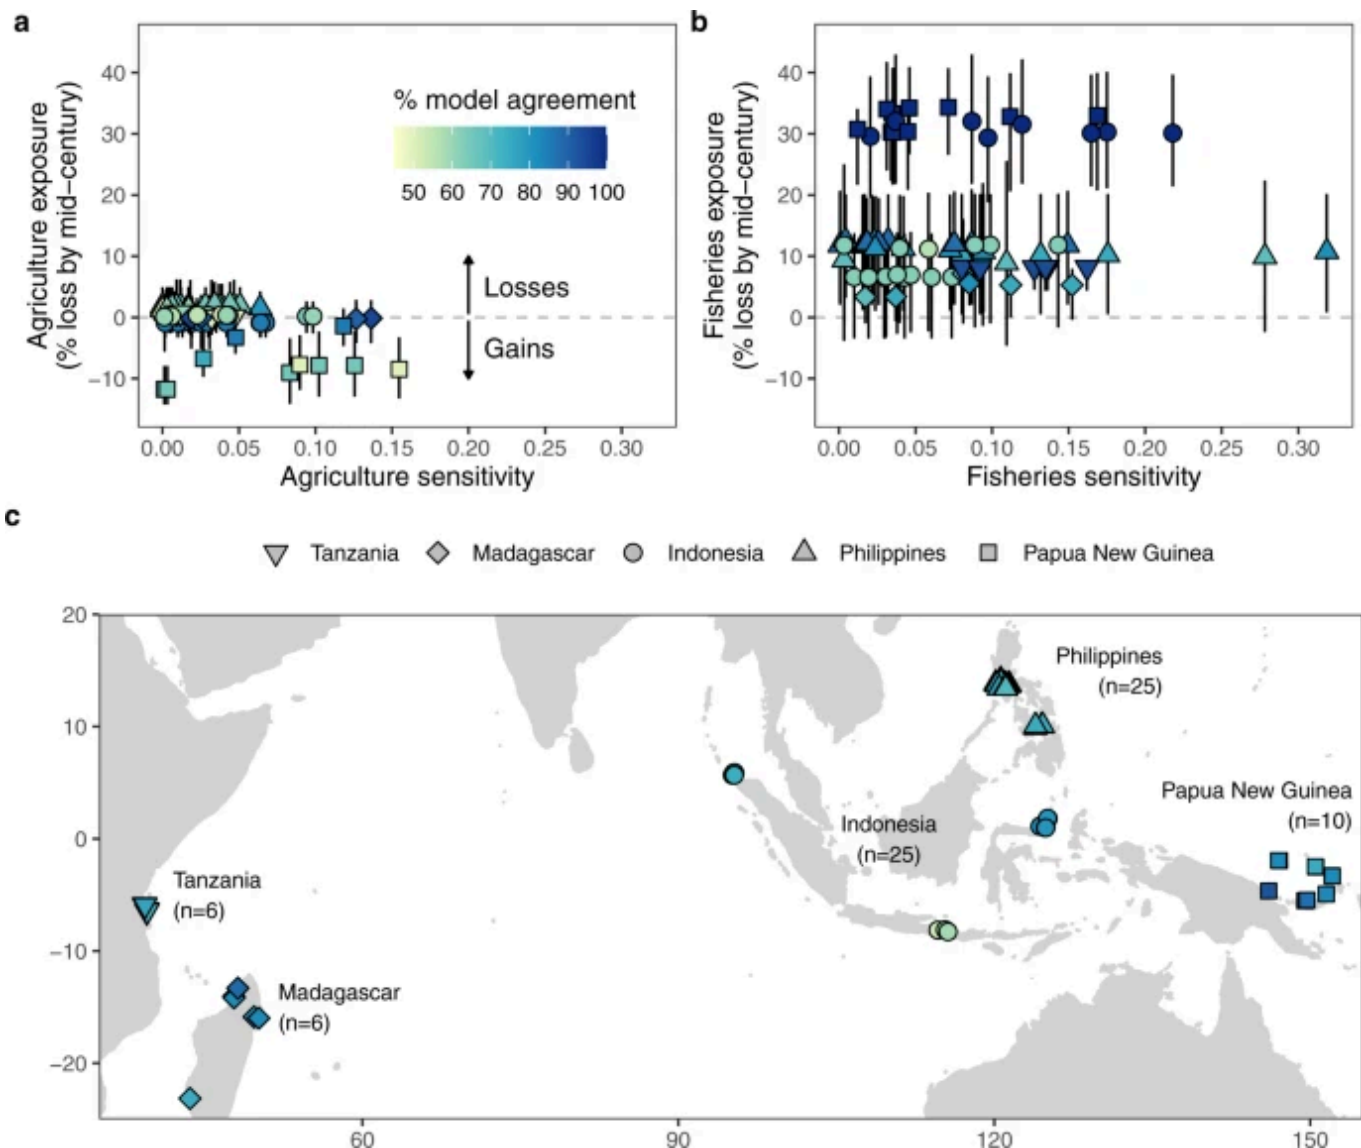 a
Agriculture exposure
(% loss by mid−century)
40
30
20
10
0
−10
% model agreement
50 60 70 80 90 100
Losses
Gains
0.00 0.05 0.10 0.15 0.20 0.25 0.30
Agriculture sensitivity
b
Fisheries exposure
(% loss by mid−century)
40
30
20
10
0
−10
0.00 0.05 0.10 0.15 0.20 0.25 0.30
Fisheries sensitivity
c
Tanzania Madagascar Indonesia Philippines Papua New Guinea
20
10
0
−10
−20
Philippines
(n=25)
Papua New Guinea
(n=10)
Indonesia
(n=25)
Tanzania
(n=6)
Madagascar
(n=6)
60 90 120 150